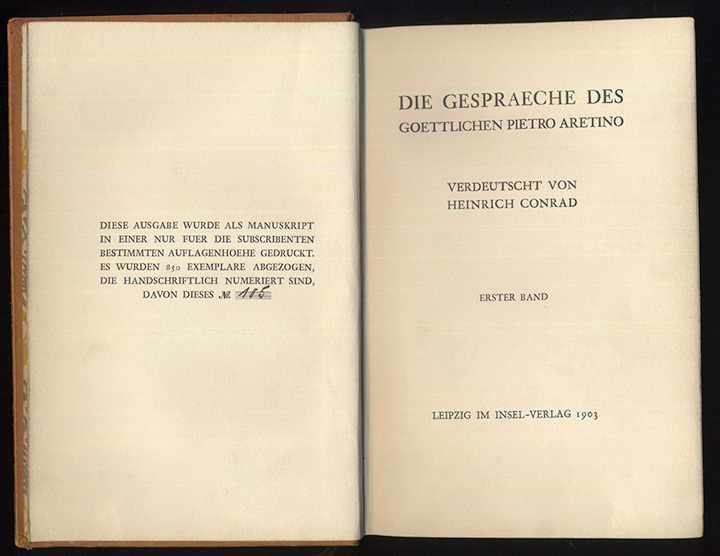 DIESE AUSGABE WURDE ALS MANUSKRIPT
IN EINER NUR FUER DIE SUBSCRIBENTEN
BESTIMMTEN AUFLAGENHOEHE GEDRUCKT.
ES WURDEN 850 EXEMPLARE ABGEZOGEN,
DIE HANDSCHRIFTLICH NUMERIERT SIND,
DAVON DIESES №. 185
DIE GESPRAECHE DES
GOETTLICHEN PIETRO ARETINO
VERDEUTSCHT VON
HEINRICH CONRAD
ERSTER BAND
LEIPZIG IM INSEL-VERLAG 1903